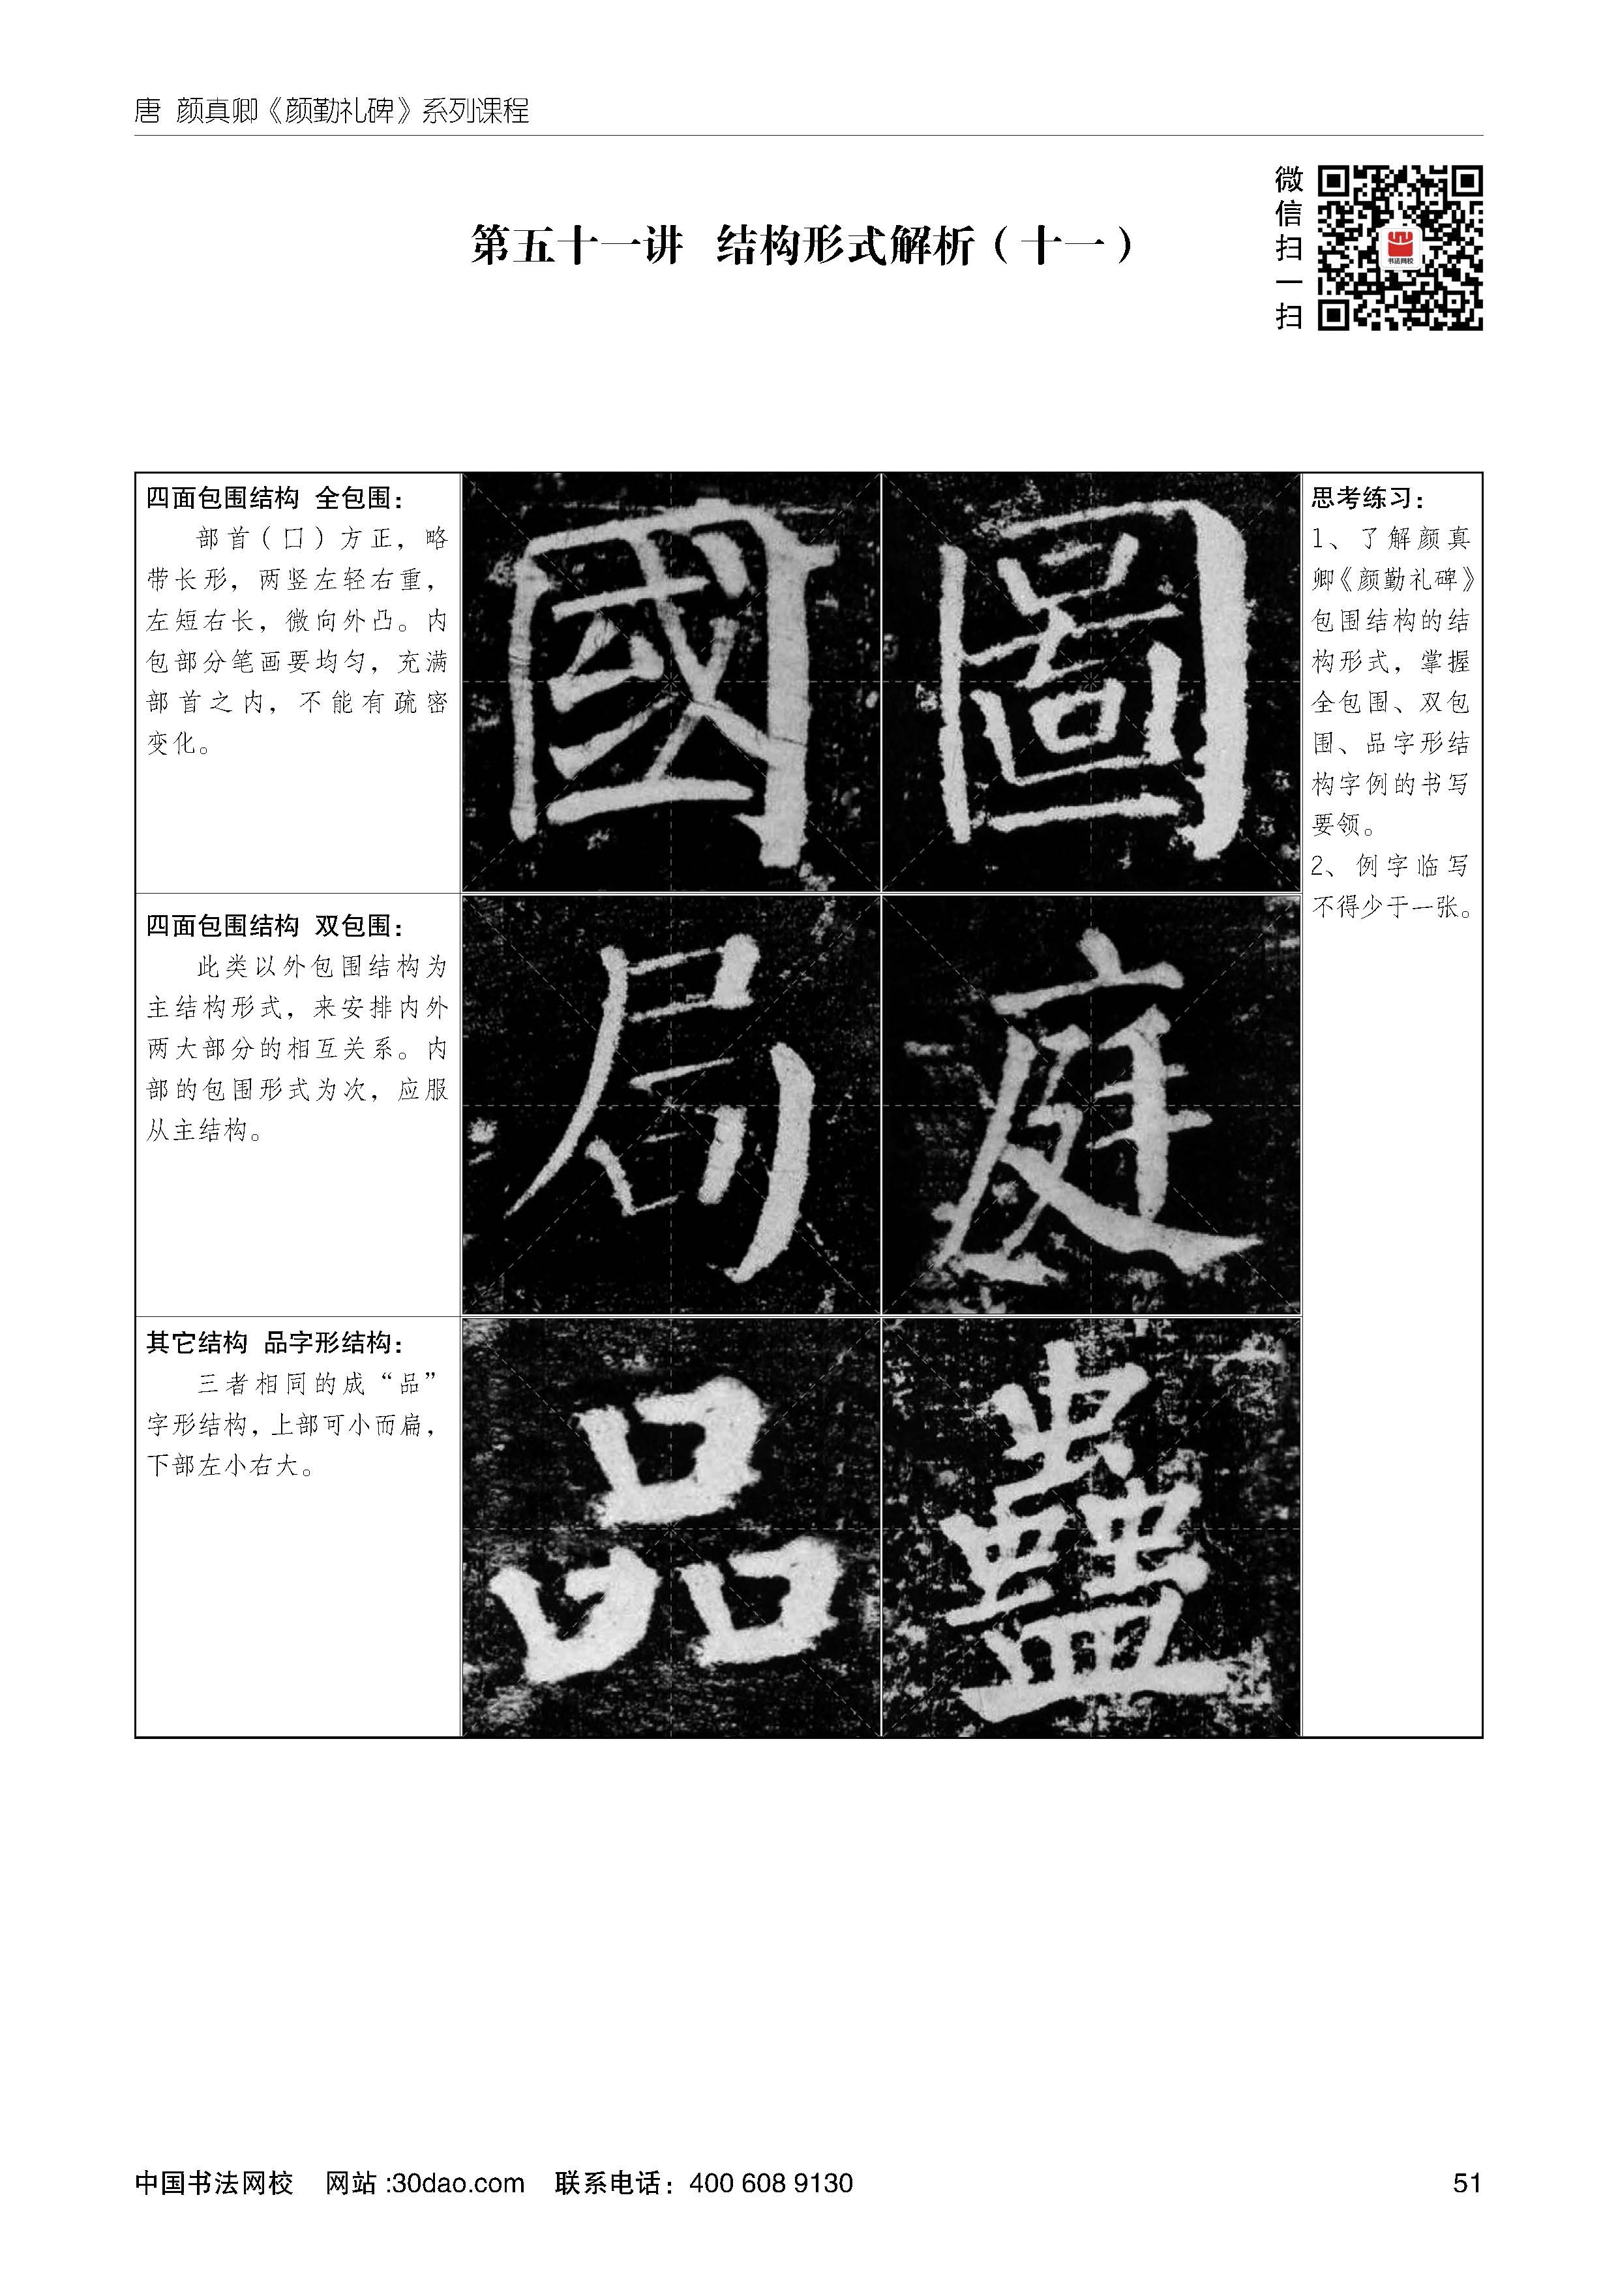 唐 颜真卿《颜勤礼碑》系列课程
微信扫一扫
书法网校
第五十一讲 结构形式解析（十一）
四面包围结构 全包围：
部首（囗）方正，略
带长形，两竖左轻右重，
左短右长，微向外凸。内
包部分笔画要均匀，充满
部首之内，不能有疏密
变化。
國 圖
四面包围结构 双包围：
此类以外包围结构为
主结构形式，来安排内外
两大部分的相互关系。内
部的包围形式为次，应服
从主结构。
局 庭
其它结构 品字形结构：
三者相同的成“品”
字形结构，上部可小而扁，
下部左小右大。
品 蠱
思考练习：
1、了解颜真
卿《颜勤礼碑》
包围结构的结
构形式，掌握
全包围、双包
围、品字形结
构字例的书写
要领。
2、例字临写
不得少于一张。
中国书法网校 网站:30dao.com 联系电话：400 608 9130
51